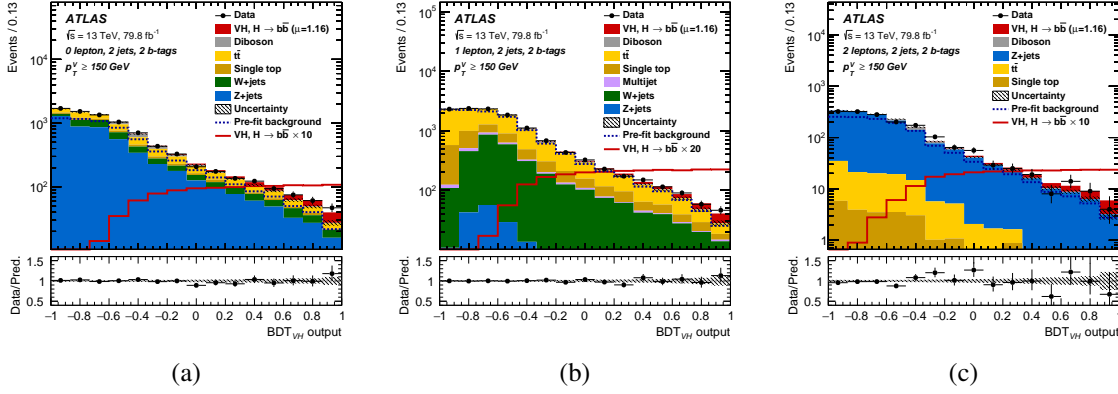 Events / 0.13
10⁴
10³
10²
ATLAS
√s = 13 TeV, 79.8 fb⁻¹
0 lepton, 2 jets, 2 b-tags
p_T^V ≥ 150 GeV
Data
VH, H → bb̄ (μ=1.16)
Diboson
tt̄
Single top
W+jets
Z+jets
Uncertainty
Pre-fit background
VH, H → bb̄ × 10
Data/Pred.
1.5
1
0.5
−1 −0.8 −0.6 −0.4 −0.2 0 0.2 0.4 0.6 0.8 1
BDT_VH output
(a)
Events / 0.13
10⁵
10⁴
10³
10²
ATLAS
√s = 13 TeV, 79.8 fb⁻¹
1 lepton, 2 jets, 2 b-tags
p_T^V ≥ 150 GeV
Data
VH, H → bb̄ (μ=1.16)
Diboson
tt̄
Single top
Multijet
W+jets
Z+jets
Uncertainty
Pre-fit background
VH, H → bb̄ × 20
Data/Pred.
1.5
1
0.5
−1 −0.8 −0.6 −0.4 −0.2 0 0.2 0.4 0.6 0.8 1
BDT_VH output
(b)
Events / 0.13
10⁴
10³
10²
10
1
ATLAS
√s = 13 TeV, 79.8 fb⁻¹
2 leptons, 2 jets, 2 b-tags
p_T^V ≥ 150 GeV
Data
VH, H → bb̄ (μ=1.16)
Diboson
Z+jets
tt̄
Single top
Uncertainty
Pre-fit background
VH, H → bb̄ × 10
Data/Pred.
1.5
1
0.5
−1 −0.8 −0.6 −0.4 −0.2 0 0.2 0.4 0.6 0.8 1
BDT_VH output
(c)